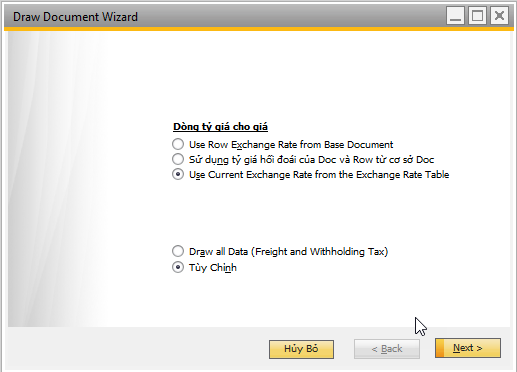 Draw Document Wizard
Dòng tỷ giá cho giá
Use Row Exchange Rate from Base Document
Sử dụng tỷ giá hối đoái của Doc và Row từ cơ sở Doc
Use Current Exchange Rate from the Exchange Rate Table
Draw all Data (Freight and Withholding Tax)
Tùy Chỉnh
Hủy Bỏ
< Back
Next >